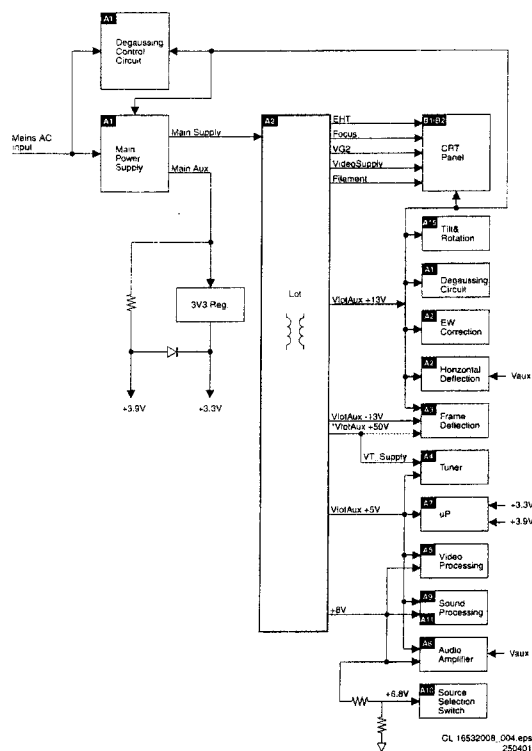 A1
Degaussing
Control
Circuit
Mains AC
input
A1
Main
Power
Supply
Main Supply
Main Aux
3V3 Reg.
+3.9V
+3.3V
A2
Lot
EHT
Focus
VG2
VideoSupply
Filament
B1-B2
CRT
Panel
A15
Tilt&
Rotation
A1
Degaussing
Circuit
VlotAux +13V
A2
EW
Correction
A2
Horizontal
Deflection
Vaux
VlotAux -13V
*VlotAux +50V
A3
Frame
Deflection
VT_Supply
A4
Tuner
VlotAux +5V
A7
uP
+3.3V
+3.9V
A5
Video
Processing
+8V
A9
A11
Sound
Processing
A8
Audio
Amplifier
Vaux
+6.8V
A10
Source
Selection
Switch
CL 16532008_004.eps
250401